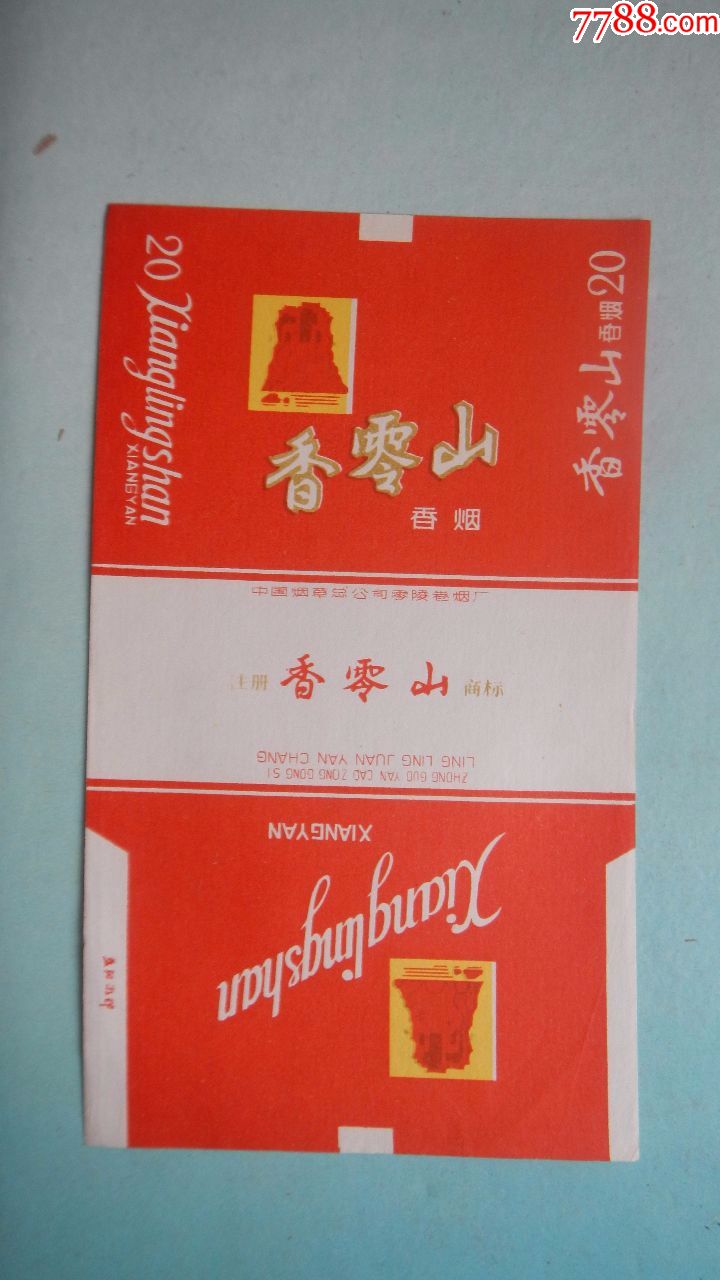 7788.com
20 Xianglingshan
XIANGYAN
香零山
香烟
香零山 香烟 20
中国烟草总公司零陵卷烟厂
注册 香零山 商标
ZHONG GUO YAN CAO ZONG GONG SI
LING LING JUAN YAN CHANG
Xianglingshan
XIANGYAN